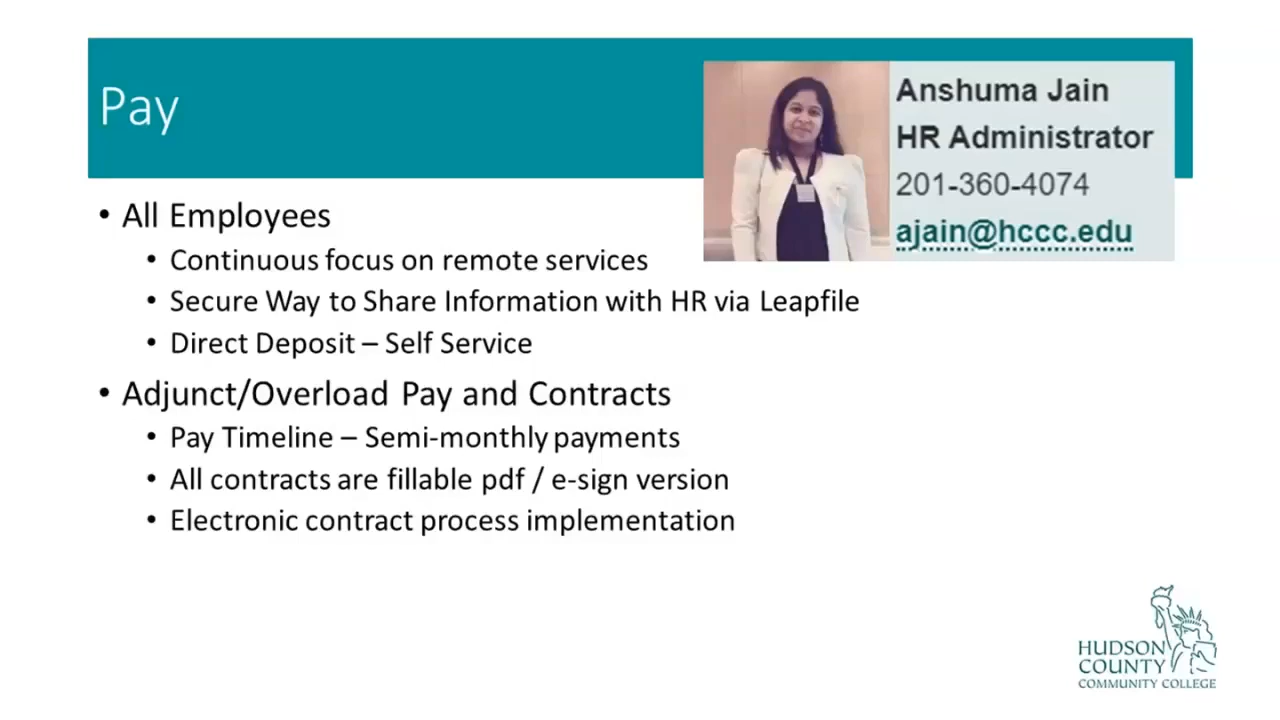 Pay
Anshuma Jain
HR Administrator
201-360-4074
ajain@hccc.edu
• All Employees
• Continuous focus on remote services
• Secure Way to Share Information with HR via Leapfile
• Direct Deposit – Self Service
• Adjunct/Overload Pay and Contracts
• Pay Timeline – Semi-monthly payments
• All contracts are fillable pdf / e-sign version
• Electronic contract process implementation
HUDSON
COUNTY
COMMUNITY COLLEGE